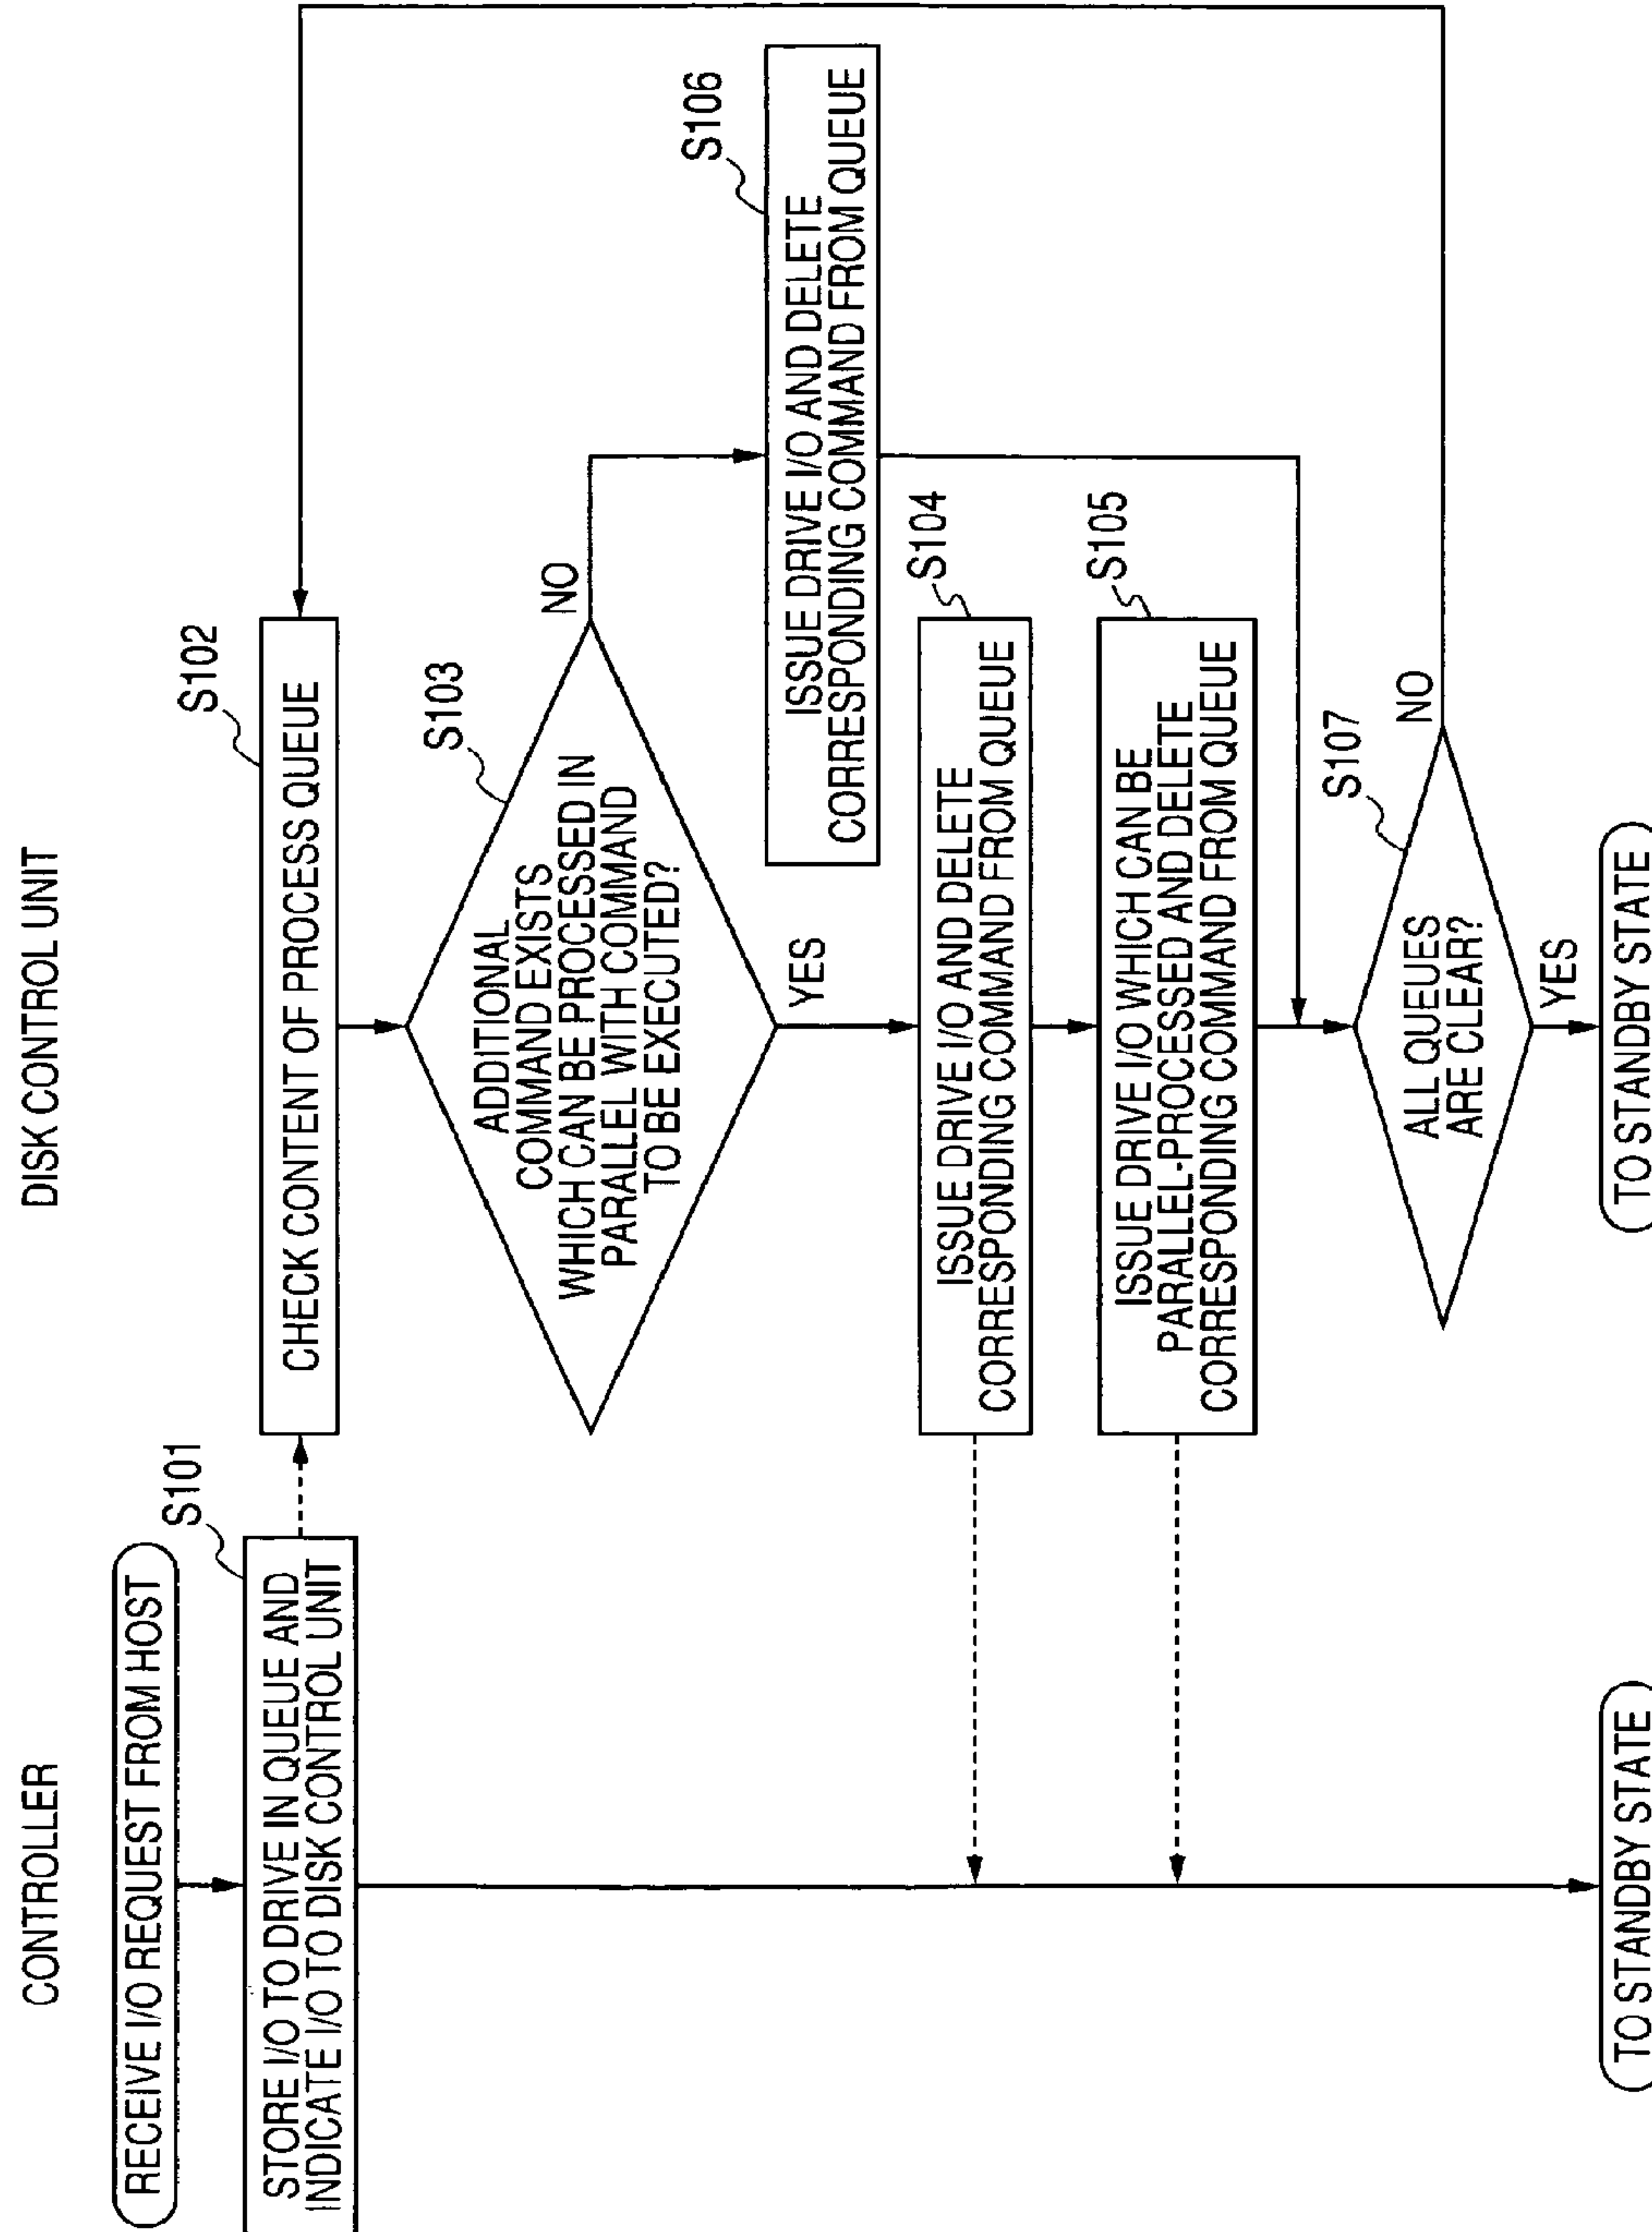 CONTROLLER
DISK CONTROL UNIT
RECEIVE I/O REQUEST FROM HOST
S101
STORE I/O TO DRIVE IN QUEUE AND
INDICATE I/O TO DISK CONTROL UNIT
S102
CHECK CONTENT OF PROCESS QUEUE
S103
ADDITIONAL
COMMAND EXISTS
WHICH CAN BE PROCESSED IN
PARALLEL WITH COMMAND
TO BE EXECUTED?
NO
YES
S106
ISSUE DRIVE I/O AND DELETE
CORRESPONDING COMMAND FROM QUEUE
S104
ISSUE DRIVE I/O AND DELETE
CORRESPONDING COMMAND FROM QUEUE
S105
ISSUE DRIVE I/O WHICH CAN BE
PARALLEL-PROCESSED AND DELETE
CORRESPONDING COMMAND FROM QUEUE
S107
ALL QUEUES
ARE CLEAR?
NO
YES
TO STANDBY STATE
TO STANDBY STATE